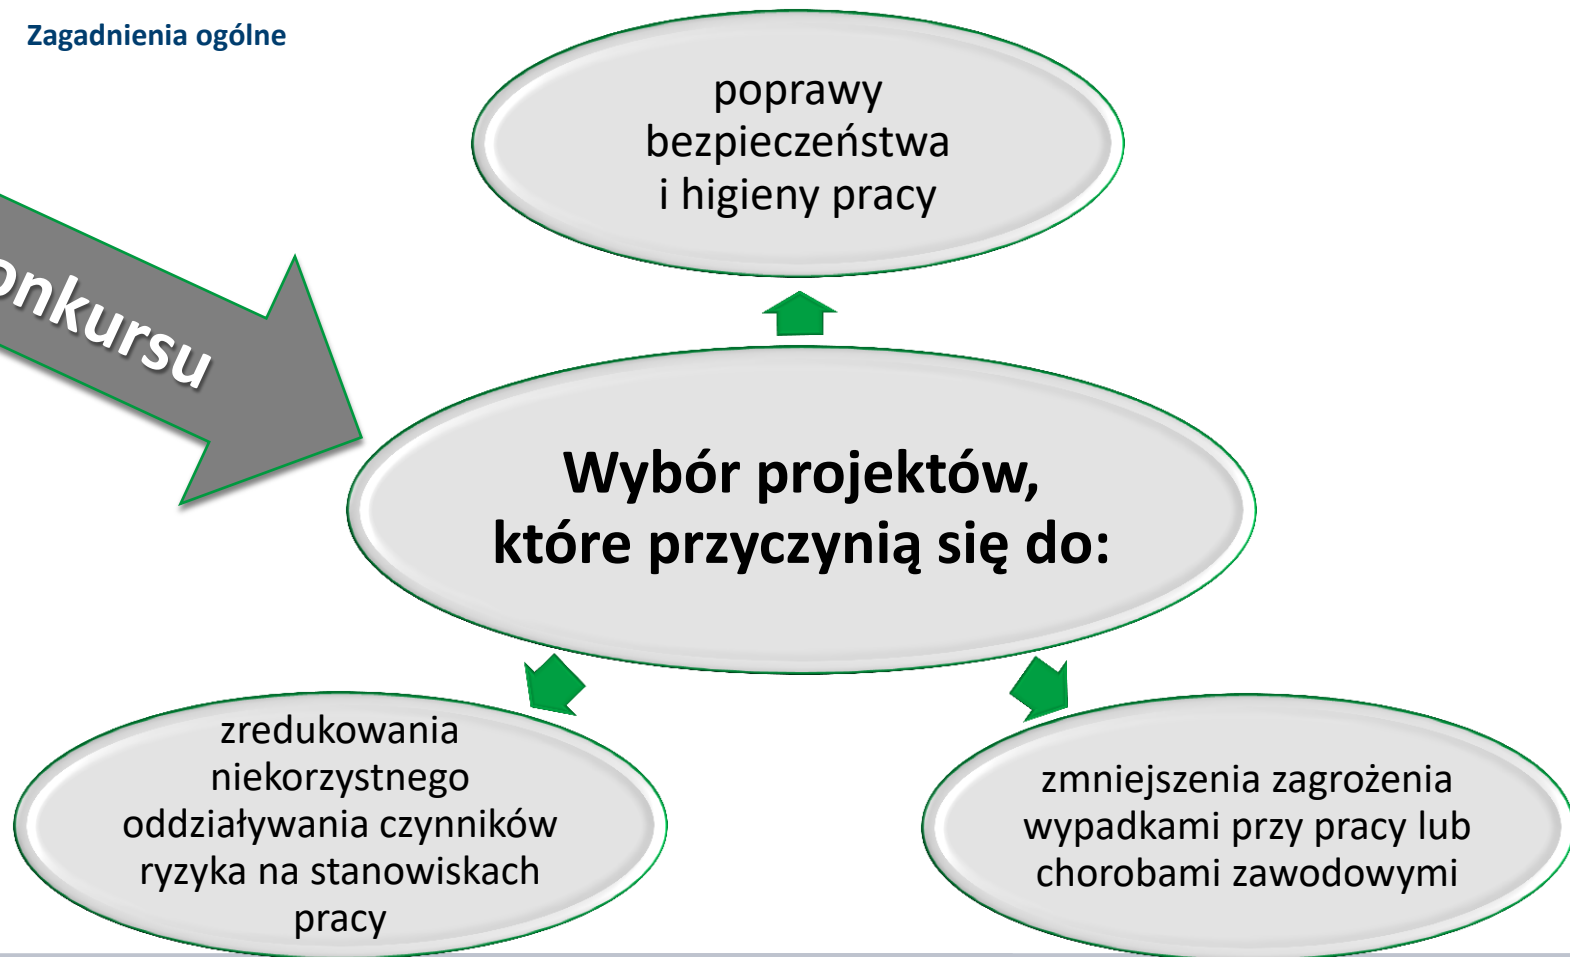 Zagadnienia ogólne
poprawy
bezpieczeństwa
i higieny pracy
onkursu
Wybór projektów,
które przyczynią się do:
zredukowania
niekorzystnego
oddziaływania czynników
ryzyka na stanowiskach
pracy
zmniejszenia zagrożenia
wypadkami przy pracy lub
chorobami zawodowymi